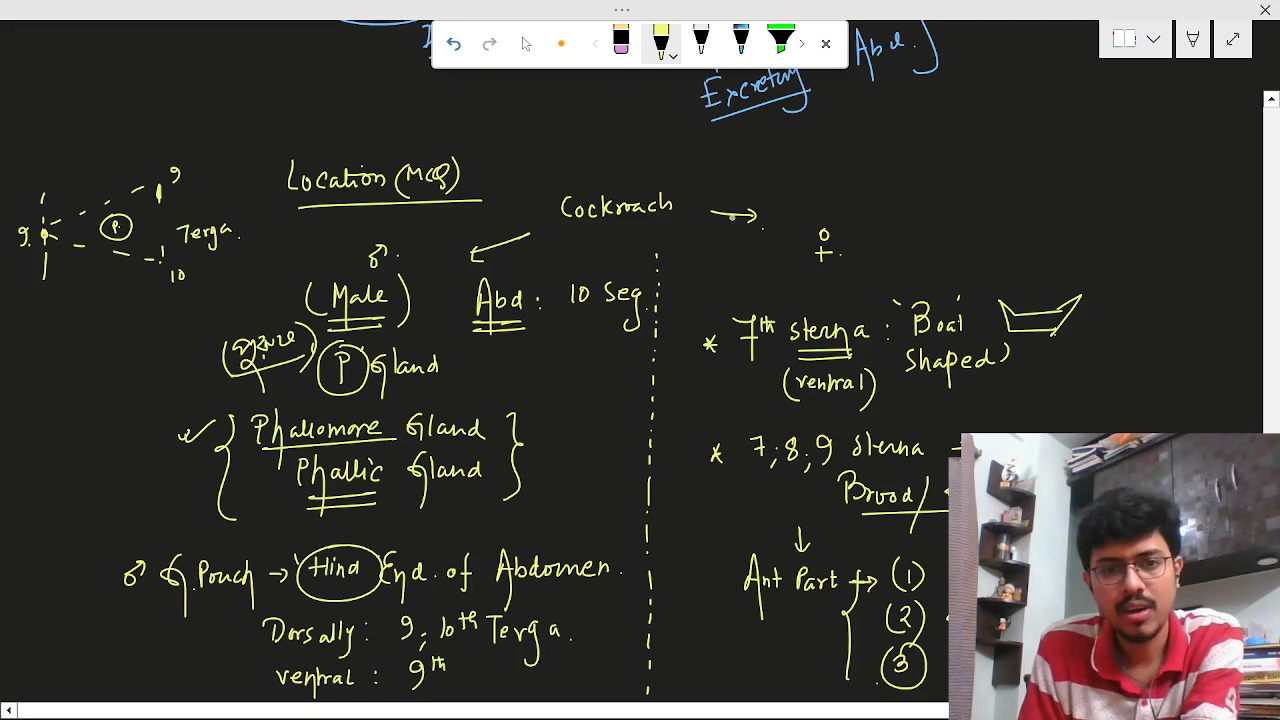 Abd.
Excretory
Location (MCQ)
Cockroach
9
P.
9.
Terga.
10
♂
(Male)
Abd : 10 Seg.
♀
* 7th sterna : 'Boat'
shaped)
(ventral)
P Gland
Phallomore Gland
Phallic Gland
* 7;8;9 sterna
Brood/
♂ G. Pouch → 'Hind End of Abdomen.
Ant Part → (1)
(2)
3
Dorsally : 9. 10th Terga.
ventral : 9th